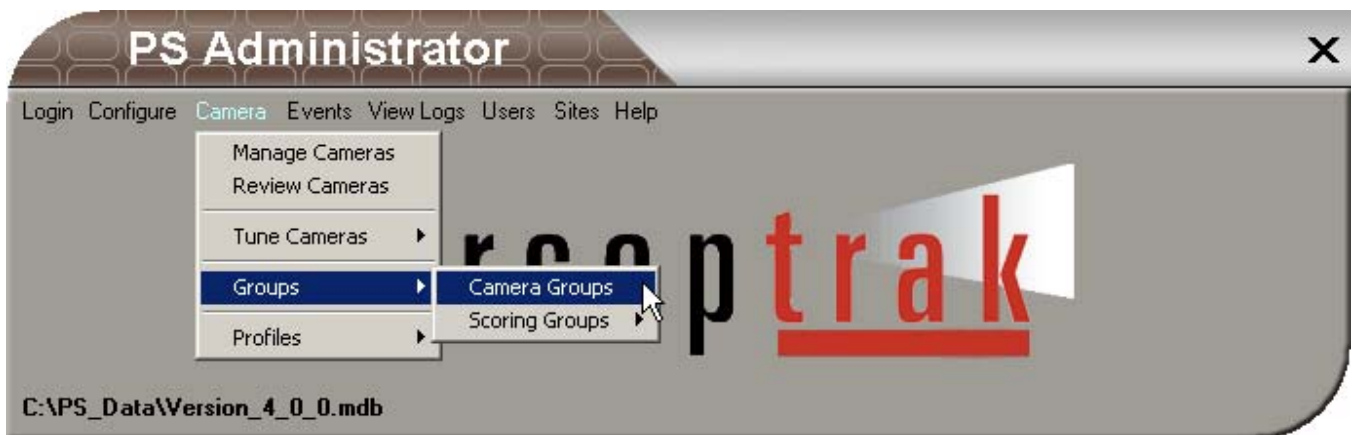 PS Administrator
X
Login Configure Camera Events View Logs Users Sites Help
Manage Cameras
Review Cameras
Tune Cameras
Groups
Camera Groups
Scoring Groups
Profiles
ptrak
C:\PS_Data\Version_4_0_0.mdb